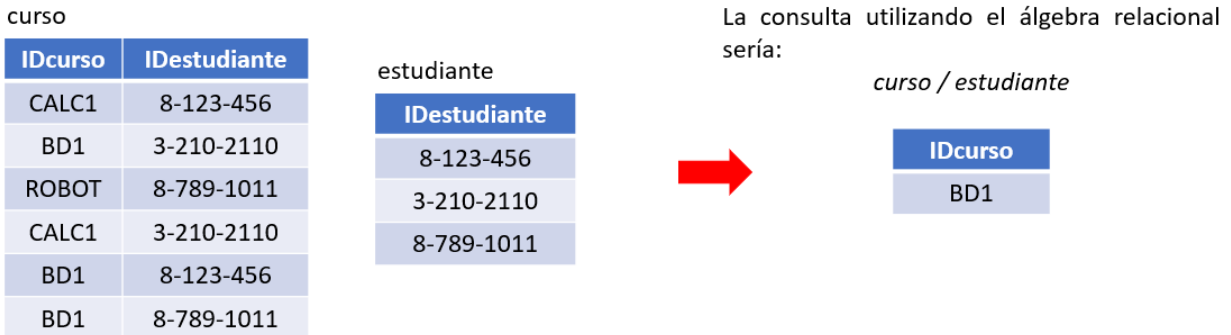 curso
IDcurso IDestudiante
CALC1 8-123-456
BD1 3-210-2110
ROBOT 8-789-1011
CALC1 3-210-2110
BD1 8-123-456
BD1 8-789-1011
estudiante
IDestudiante
8-123-456
3-210-2110
8-789-1011
La consulta utilizando el álgebra relacional
sería:
curso / estudiante
IDcurso
BD1